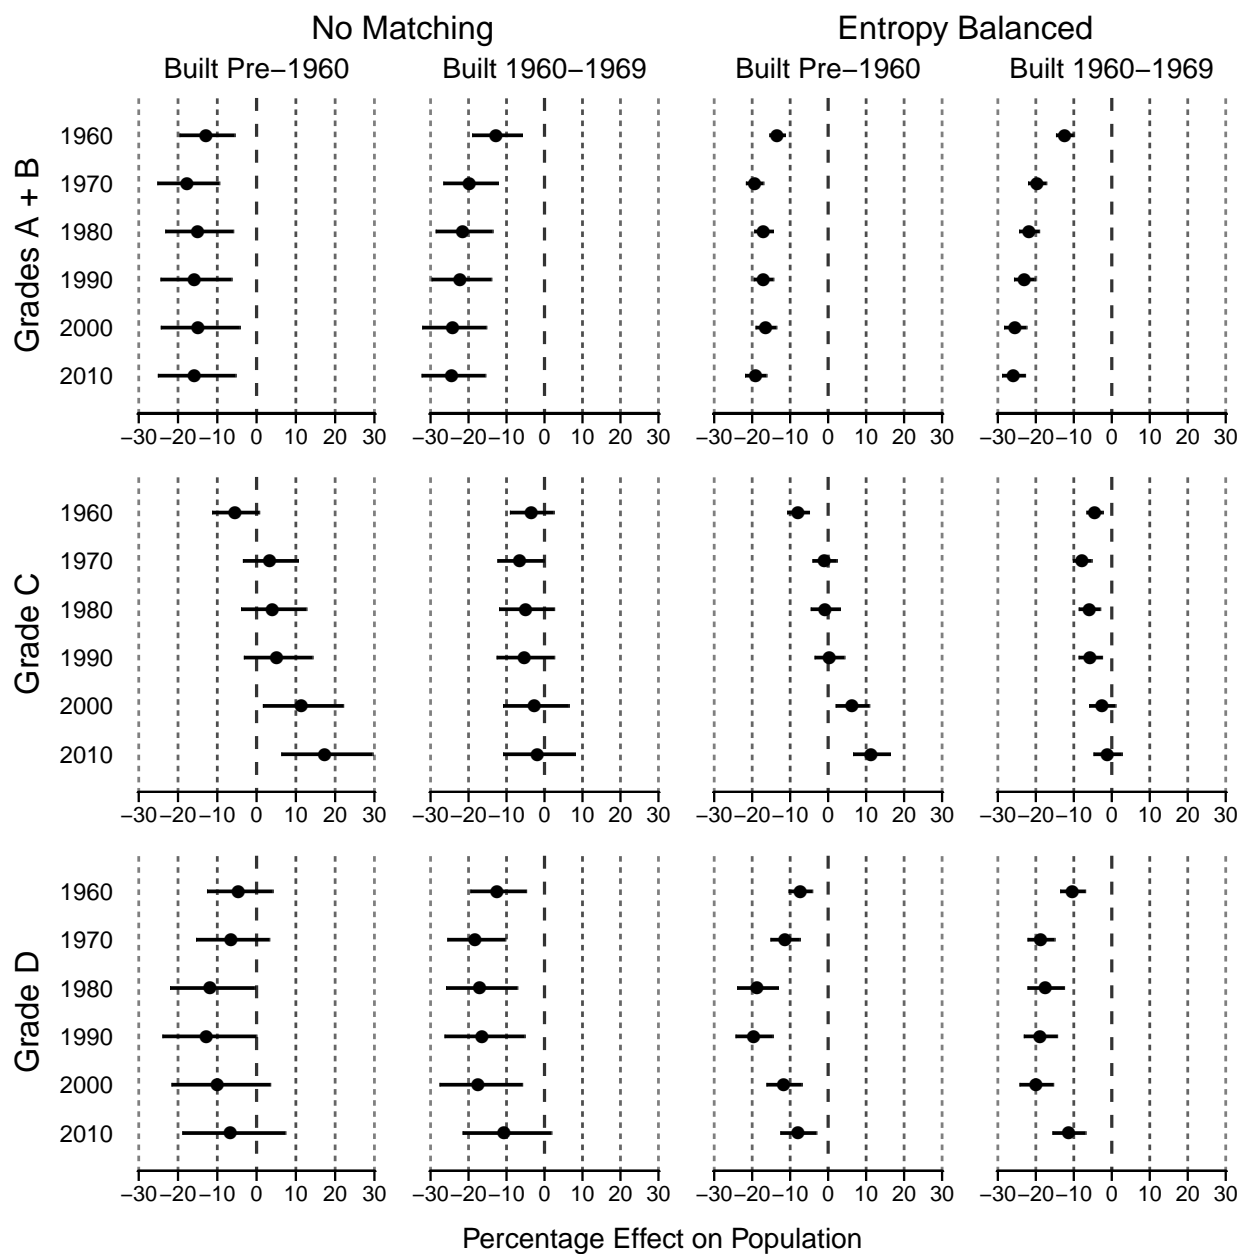 No Matching Entropy Balanced
Built Pre−1960 Built 1960−1969 Built Pre−1960 Built 1960−1969
Grades A + B
1960
1970
1980
1990
2000
2010
−30 −20 −10 0 10 20 30 −30 −20 −10 0 10 20 30 −30 −20 −10 0 10 20 30 −30 −20 −10 0 10 20 30
Grade C
1960
1970
1980
1990
2000
2010
−30 −20 −10 0 10 20 30 −30 −20 −10 0 10 20 30 −30 −20 −10 0 10 20 30 −30 −20 −10 0 10 20 30
Grade D
1960
1970
1980
1990
2000
2010
−30 −20 −10 0 10 20 30 −30 −20 −10 0 10 20 30 −30 −20 −10 0 10 20 30 −30 −20 −10 0 10 20 30
Percentage Effect on Population